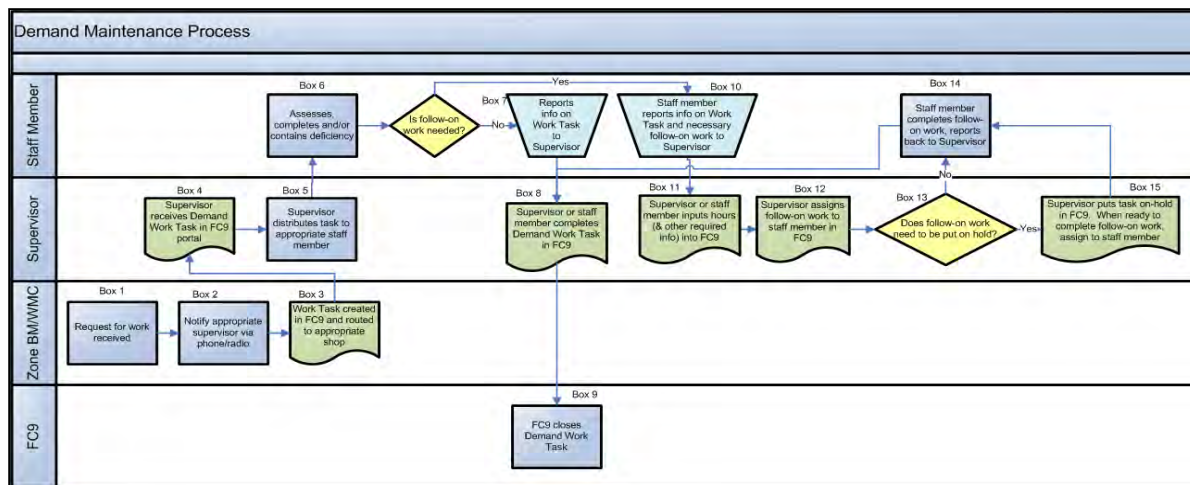 Demand Maintenance Process
Staff Member
Box 6
Assesses,
completes and/or
contains deficiency
Is follow-on
work needed?
Yes
No
Box 7
Reports
info on
Work Task
to
Supervisor
Box 10
Staff member
reports info on Work
Task and necessary
follow-on work to
Supervisor
Box 14
Staff member
completes follow-
on work, reports
back to Supervisor
Supervisor
Box 4
Supervisor
receives Demand
Work Task in FC9
portal
Box 5
Supervisor
distributes task to
appropriate staff
member
Box 8
Supervisor or staff
member completes
Demand Work Task
in FC9
Box 11
Supervisor or staff
member inputs hours
(& other required
info) into FC9
Box 12
Supervisor assigns
follow-on work to
staff member in
FC9
Box 13
Does follow-on work
need to be put on hold?
No
Yes
Box 15
Supervisor puts task on-hold
in FC9. When ready to
complete follow-on work,
assign to staff member
Zone BM/WMC
Box 1
Request for work
received
Box 2
Notify appropriate
supervisor via
phone/radio
Box 3
Work Task created
in FC9 and routed
to appropriate
shop
FC9
Box 9
FC9 closes
Demand Work
Task